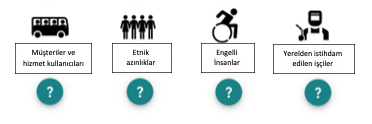 Müşteriler ve
hizmet kullanıcıları
Etnik
azınlıklar
Engelli
İnsanlar
Yerelden istihdam
edilen işçiler
?
?
?
?